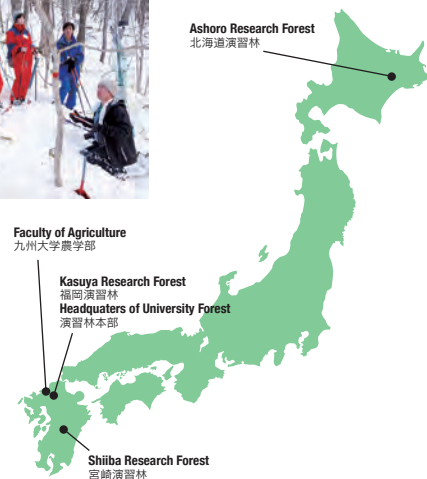 Ashoro Research Forest
北海道演習林
Faculty of Agriculture
九州大学農学部
Kasuya Research Forest
福岡演習林
Headquaters of University Forest
演習林本部
Shiiba Research Forest
宮崎演習林